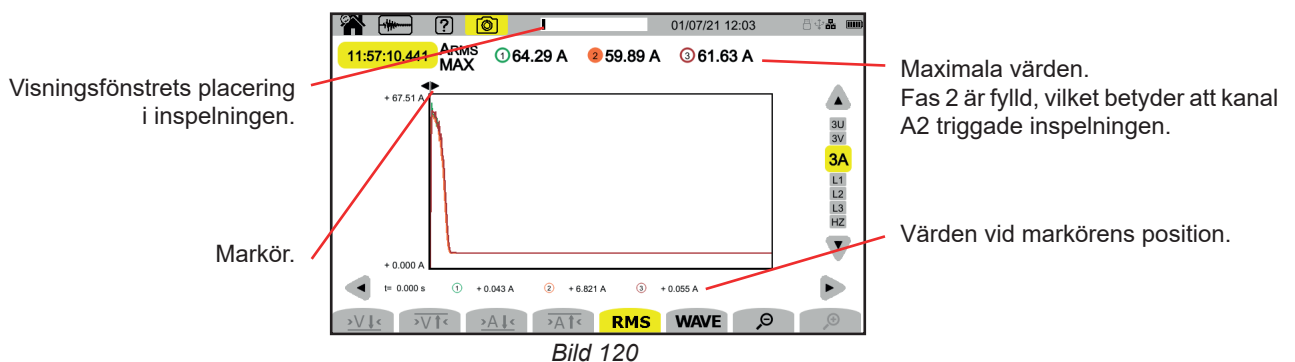 ?
01/07/21 12:03
11:57:10.441
ARMS
MAX
1 64.29 A
2 59.89 A
3 61.63 A
Visningsfönstrets placering
i inspelningen.
Maximala värden.
Fas 2 är fylld, vilket betyder att kanal
A2 triggade inspelningen.
+ 67.51 A
3U
3V
3A
L1
L2
L3
HZ
Markör.
Värden vid markörens position.
+ 0.000 A
t= 0.000 s
1 + 0.043 A
2 + 6.821 A
3 + 0.055 A
>V<
>V<
>A<
>A<
RMS
WAVE
Bild 120